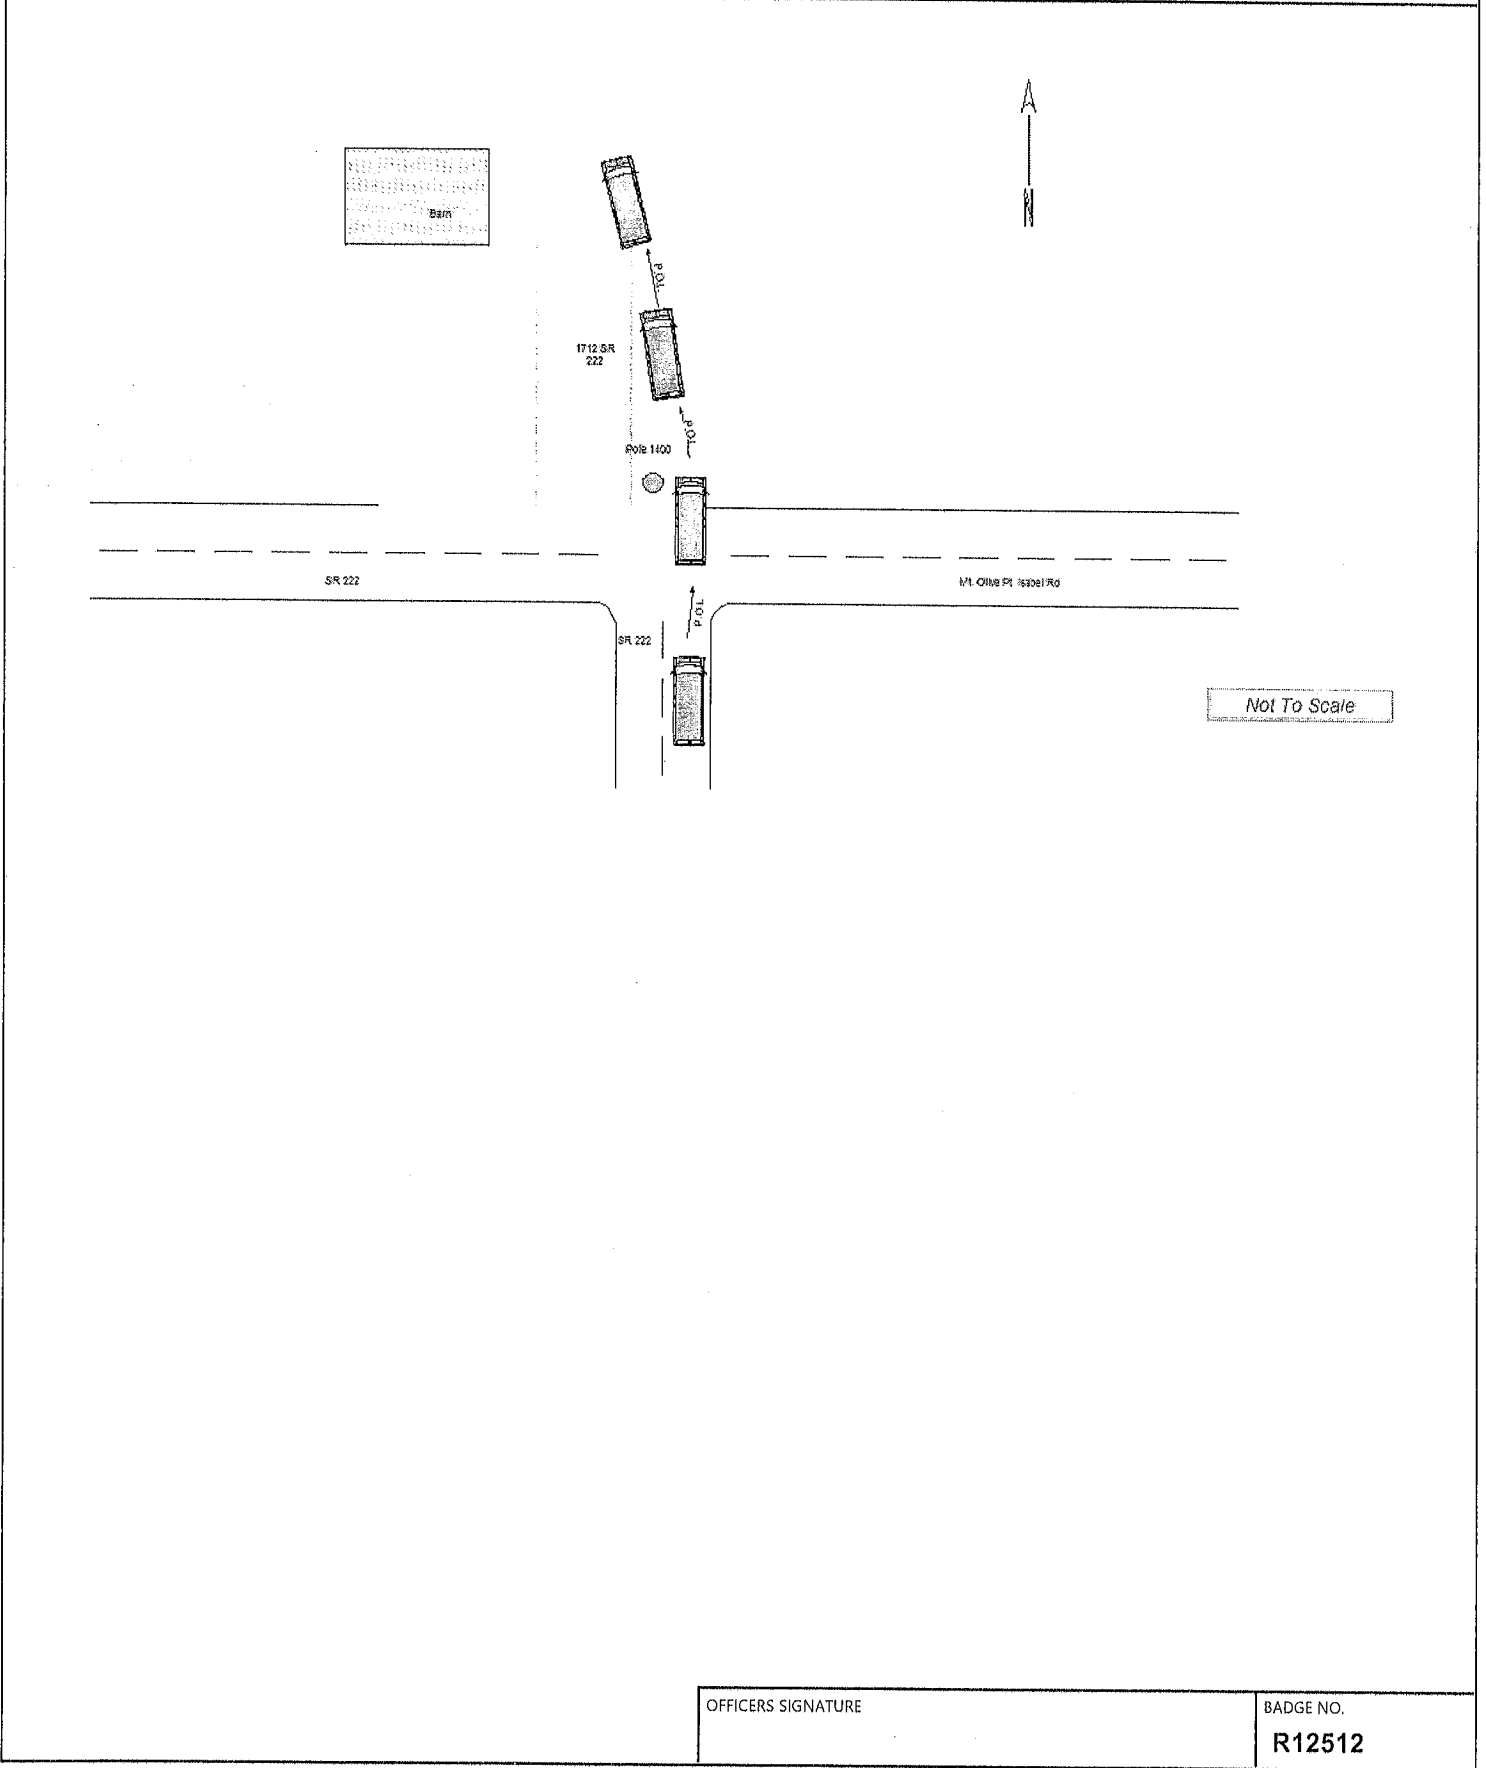 N
Barn
P.O.I.
1712 SR
222
P.O.I.
Pole 1400
SR 222
Mt. Olive Pt. Isabel Rd
P.O.I.
SR 222
Not To Scale
OFFICERS SIGNATURE
BADGE NO.
R12512